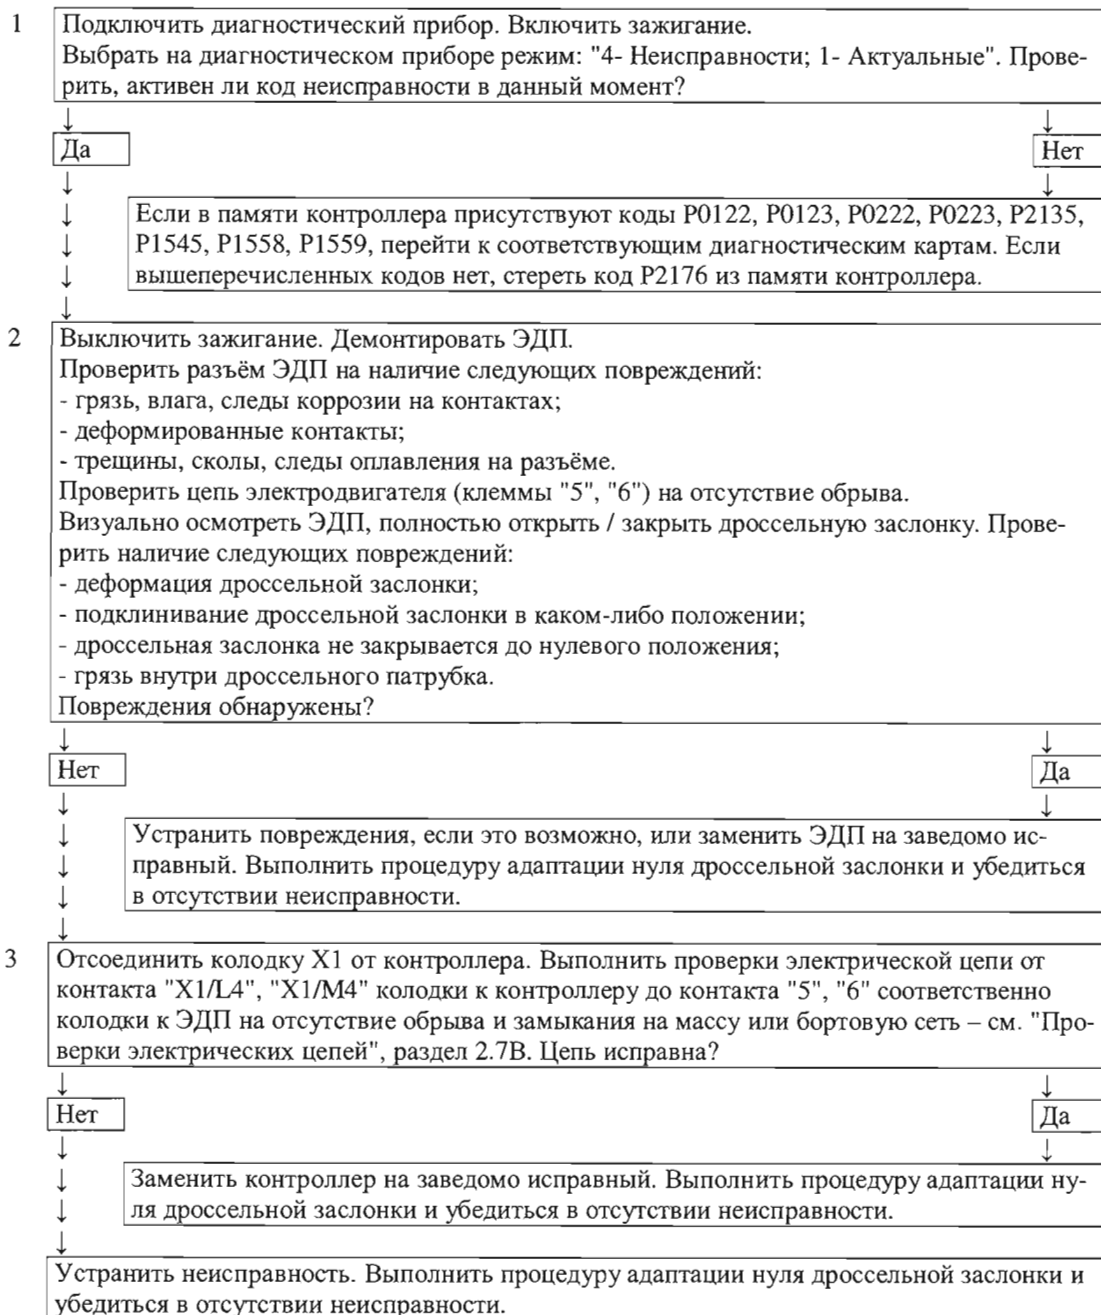 1 Подключить диагностический прибор. Включить зажигание.
Выбрать на диагностическом приборе режим: "4- Неисправности; 1- Актуальные". Прове-
рить, активен ли код неисправности в данный момент?
↓ ↓
Да Нет
↓ ↓
↓ Если в памяти контроллера присутствуют коды P0122, P0123, P0222, P0223, P2135,
↓ P1545, P1558, P1559, перейти к соответствующим диагностическим картам. Если
↓ вышеперечисленных кодов нет, стереть код P2176 из памяти контроллера.
↓
2 Выключить зажигание. Демонтировать ЭДП.
Проверить разъём ЭДП на наличие следующих повреждений:
- грязь, влага, следы коррозии на контактах;
- деформированные контакты;
- трещины, сколы, следы оплавления на разъёме.
Проверить цепь электродвигателя (клеммы "5", "6") на отсутствие обрыва.
Визуально осмотреть ЭДП, полностью открыть / закрыть дроссельную заслонку. Прове-
рить наличие следующих повреждений:
- деформация дроссельной заслонки;
- подклинивание дроссельной заслонки в каком-либо положении;
- дроссельная заслонка не закрывается до нулевого положения;
- грязь внутри дроссельного патрубка.
Повреждения обнаружены?
↓ ↓
Нет Да
↓ ↓
↓ Устранить повреждения, если это возможно, или заменить ЭДП на заведомо ис-
↓ правный. Выполнить процедуру адаптации нуля дроссельной заслонки и убедиться
↓ в отсутствии неисправности.
↓
3 Отсоединить колодку X1 от контроллера. Выполнить проверки электрической цепи от
контакта "X1/L4", "X1/M4" колодки к контроллеру до контакта "5", "6" соответственно
колодки к ЭДП на отсутствие обрыва и замыкания на массу или бортовую сеть – см. "Про-
верки электрических цепей", раздел 2.7В. Цепь исправна?
↓ ↓
Нет Да
↓ ↓
↓ Заменить контроллер на заведомо исправный. Выполнить процедуру адаптации ну-
↓ ля дроссельной заслонки и убедиться в отсутствии неисправности.
↓
Устранить неисправность. Выполнить процедуру адаптации нуля дроссельной заслонки и
убедиться в отсутствии неисправности.